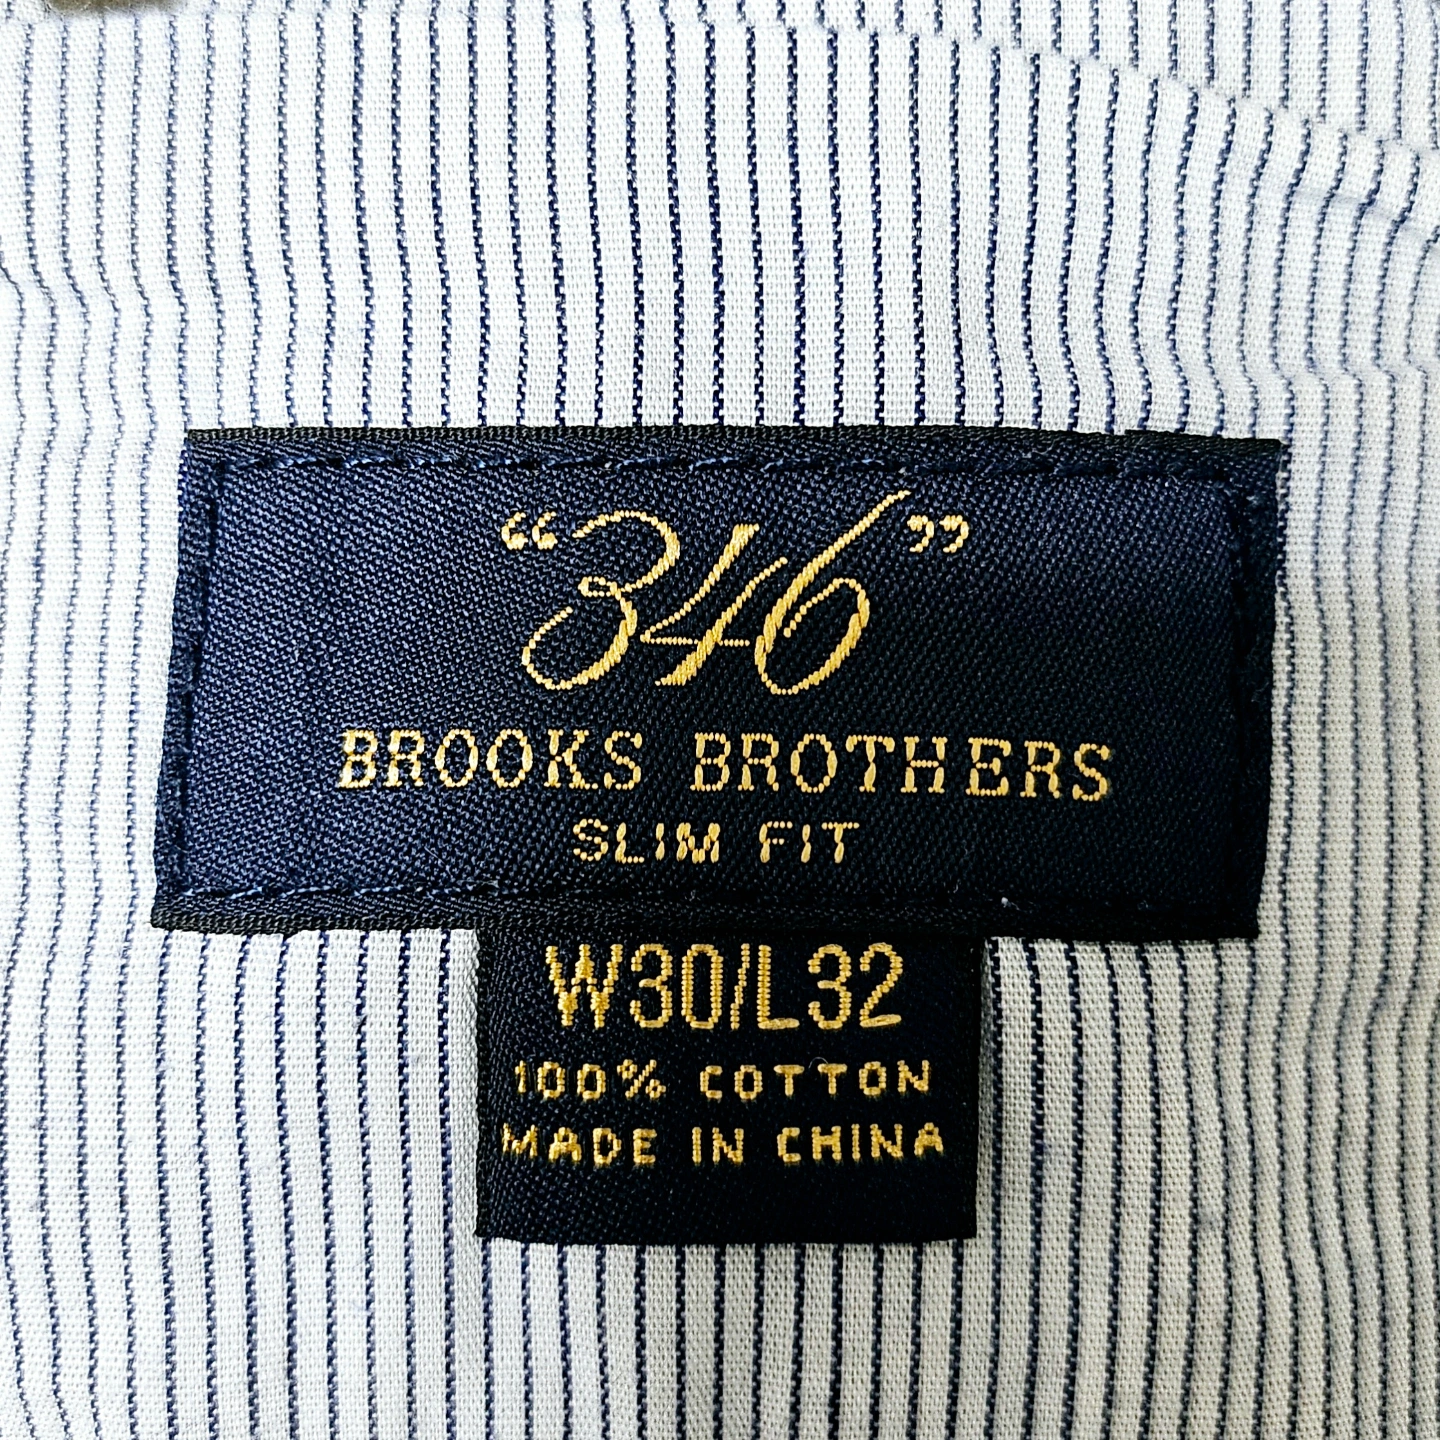 “346”
BROOKS BROTHERS
SLIM FIT
W30/L32
100% COTTON
MADE IN CHINA